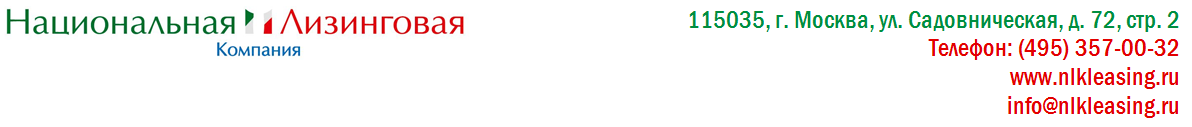 Национальная Лизинговая
Компания
115035, г. Москва, ул. Садовническая, д. 72, стр. 2
Телефон: (495) 357-00-32
www.nlkleasing.ru
info@nlkleasing.ru